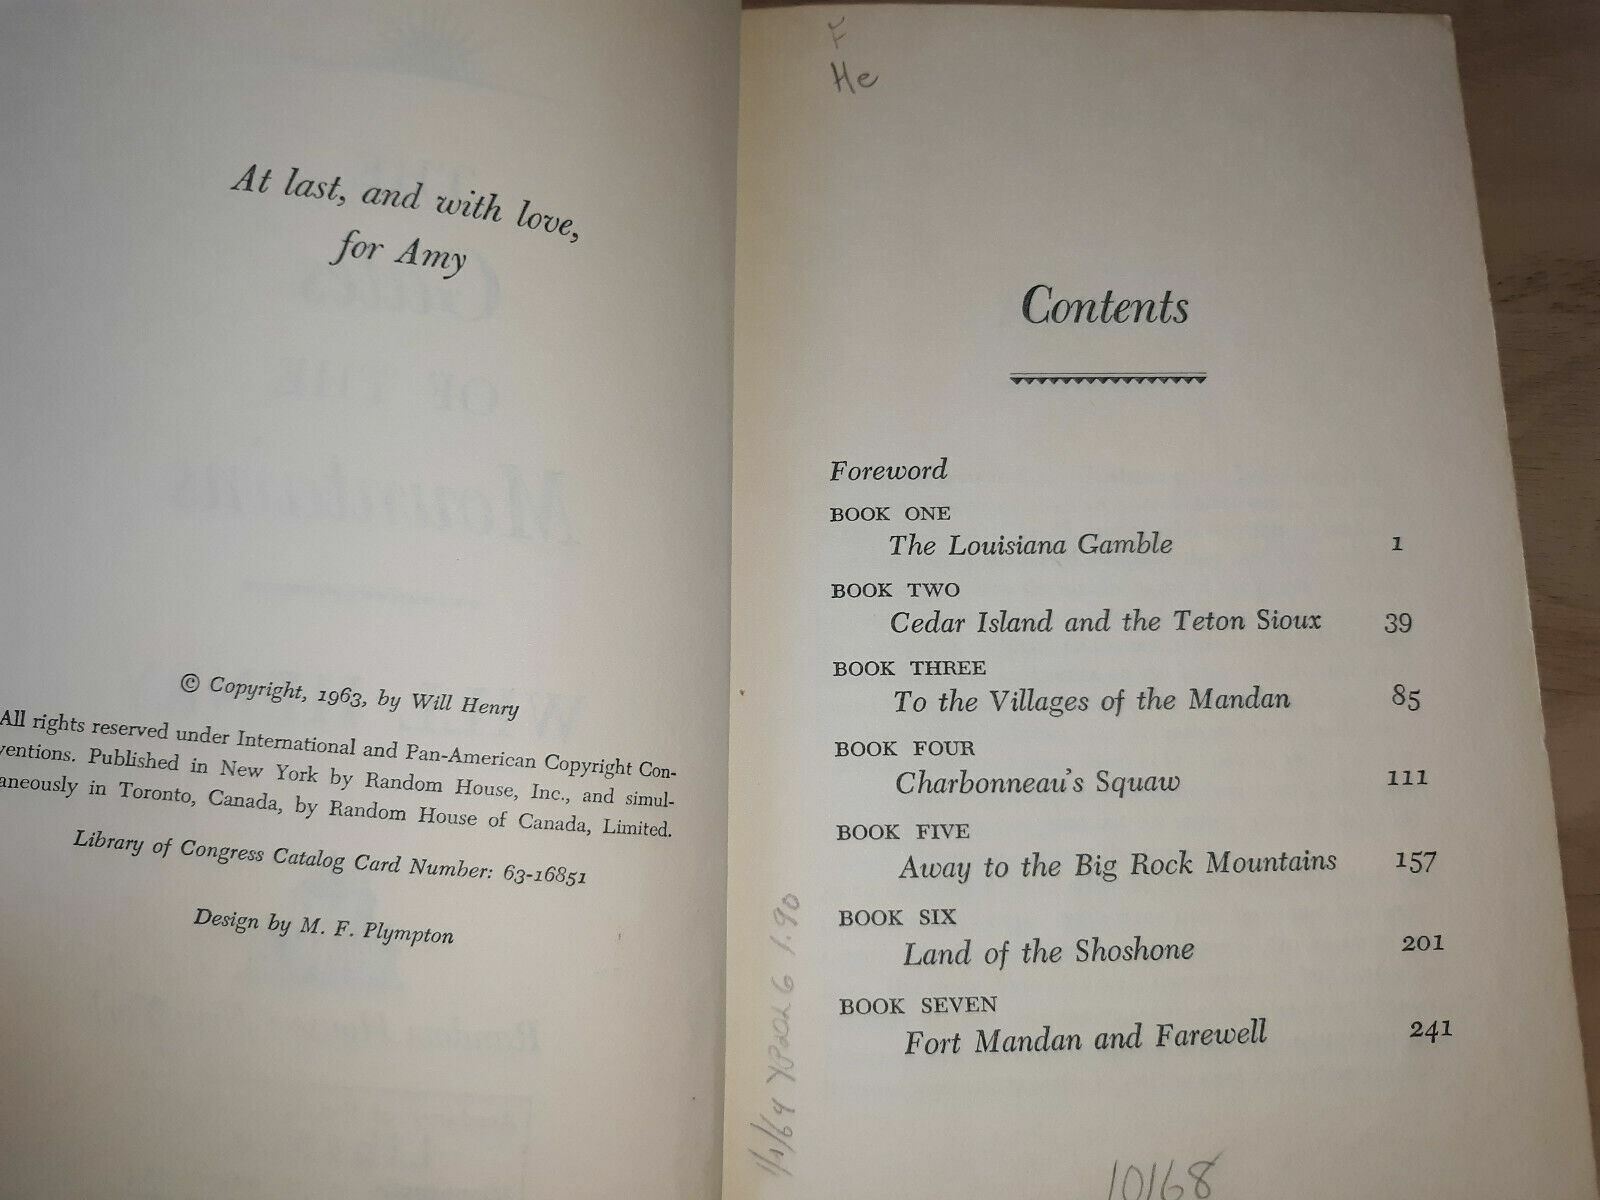 At last, and with love,
for Amy
© Copyright, 1963, by Will Henry
All rights reserved under International and Pan-American Copyright Con-
ventions. Published in New York by Random House, Inc., and simul-
aneously in Toronto, Canada, by Random House of Canada, Limited.
Library of Congress Catalog Card Number: 63-16851
Design by M. F. Plympton
F
He
Contents
Foreword
BOOK ONE
The Louisiana Gamble 1
BOOK TWO
Cedar Island and the Teton Sioux 39
BOOK THREE
To the Villages of the Mandan 85
BOOK FOUR
Charbonneau's Squaw 111
BOOK FIVE
Away to the Big Rock Mountains 157
BOOK SIX
Land of the Shoshone 201
BOOK SEVEN
Fort Mandan and Farewell 241
1.90
10168